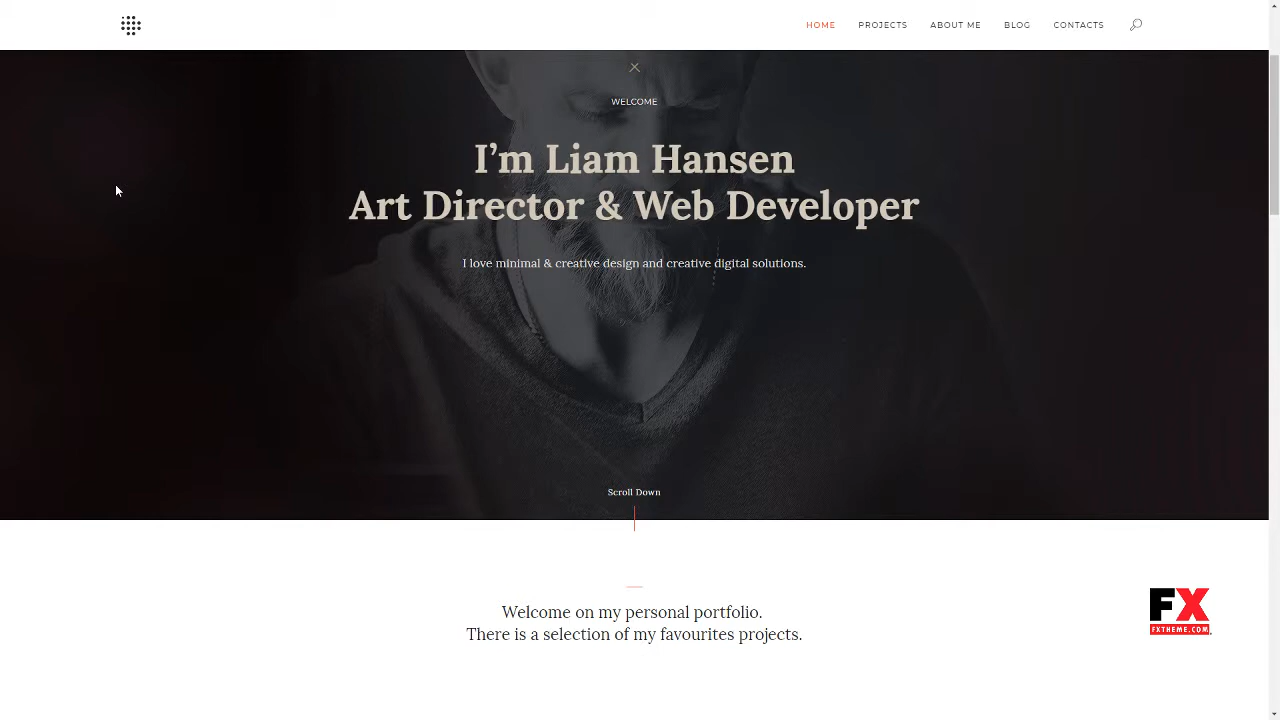 HOME PROJECTS ABOUT ME BLOG CONTACTS
WELCOME
I’m Liam Hansen
Art Director & Web Developer
I love minimal & creative design and creative digital solutions.
Scroll Down
Welcome on my personal portfolio.
There is a selection of my favourites projects.
FX
FXTHEME.COM